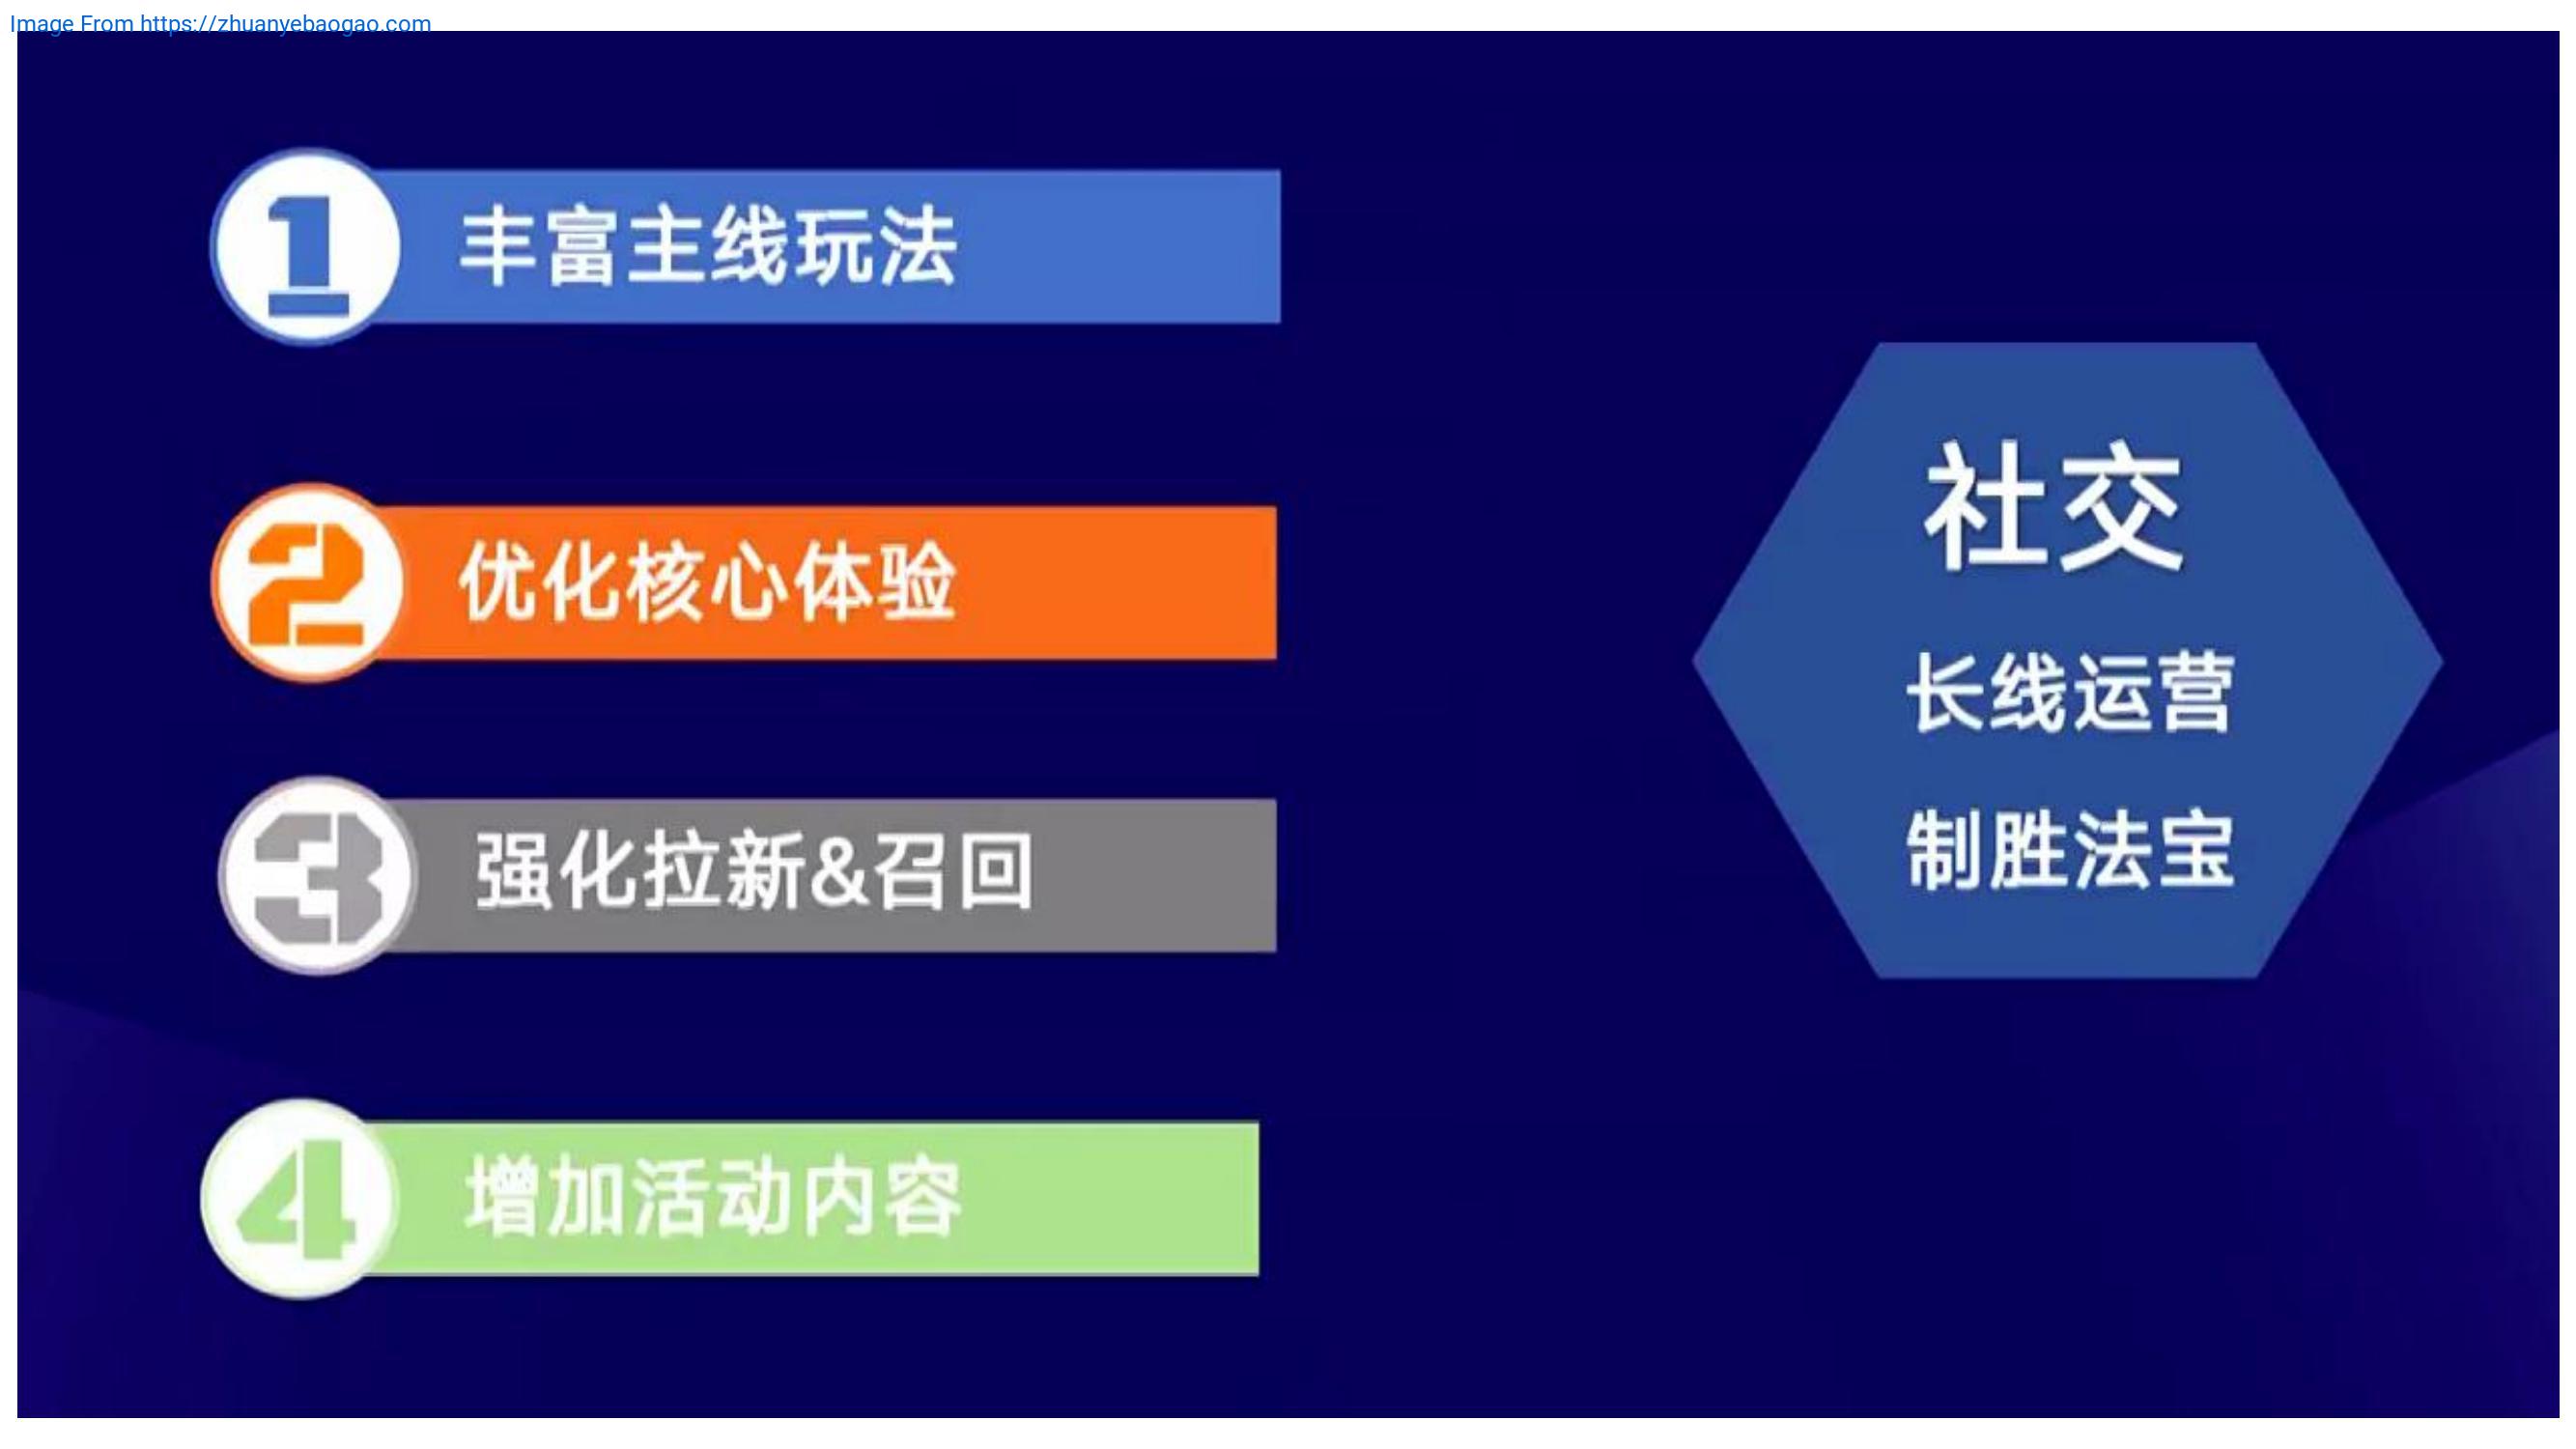 Image From https://zhuanyebaogao.com
1 丰富主线玩法
2 优化核心体验
3 强化拉新&召回
4 增加活动内容
社交
长线运营
制胜法宝